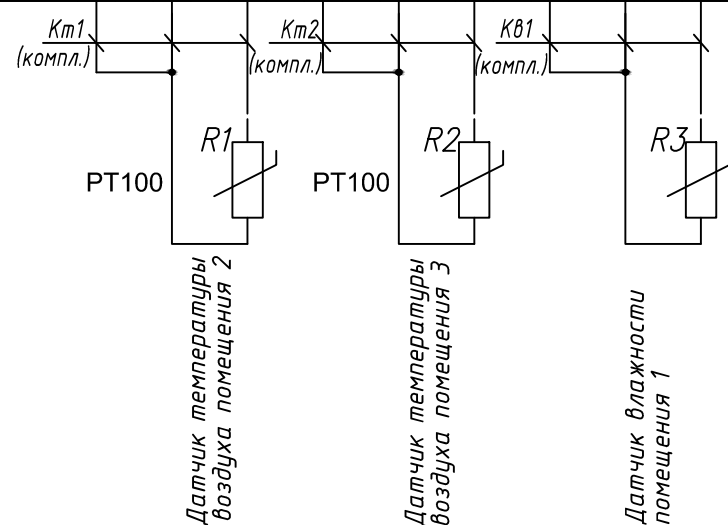 Кт1
(компл.)
Кт2
(компл.)
Кв1
(компл.)
R1
R2
R3
PT100
PT100
Датчик температуры
воздуха помещения 2
Датчик температуры
воздуха помещения 3
Датчик влажности
помещения 1